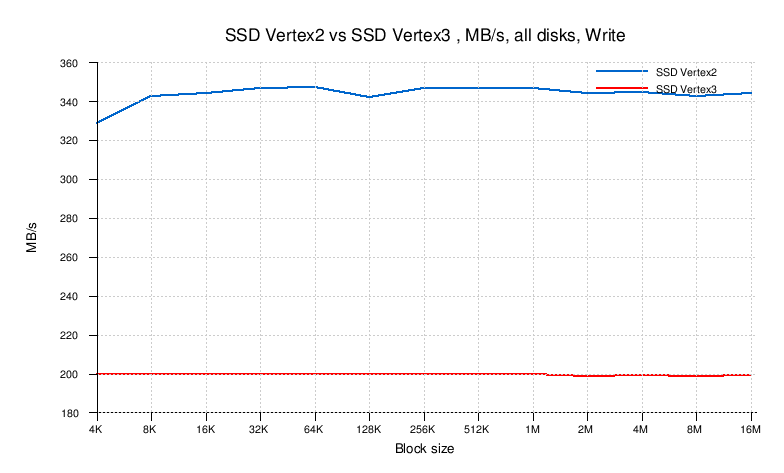 SSD Vertex2 vs SSD Vertex3 , MB/s, all disks, Write
SSD Vertex2
SSD Vertex3
MB/s
360
340
320
300
280
260
240
220
200
180
4K 8K 16K 32K 64K 128K 256K 512K 1M 2M 4M 8M 16M
Block size